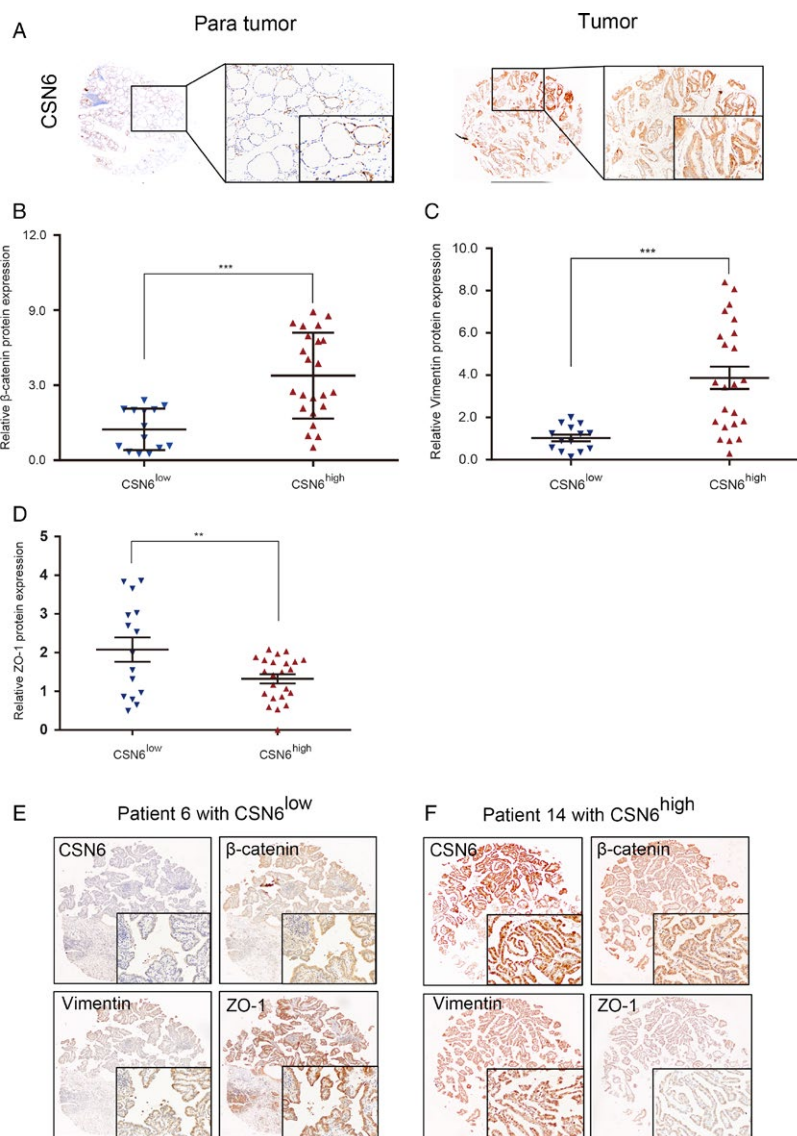 A
Para tumor
Tumor
CSN6
B
Relative β-catenin protein expression
12.0
9.0
6.0
3.0
0.0
***
CSN6low
CSN6high
C
Relative Vimentin protein expression
10.0
8.0
6.0
4.0
2.0
0.0
***
CSN6low
CSN6high
D
Relative ZO-1 protein expression
5
4
3
2
1
0
**
CSN6low
CSN6high
E
Patient 6 with CSN6low
CSN6
β-catenin
Vimentin
ZO-1
F
Patient 14 with CSN6high
CSN6
β-catenin
Vimentin
ZO-1